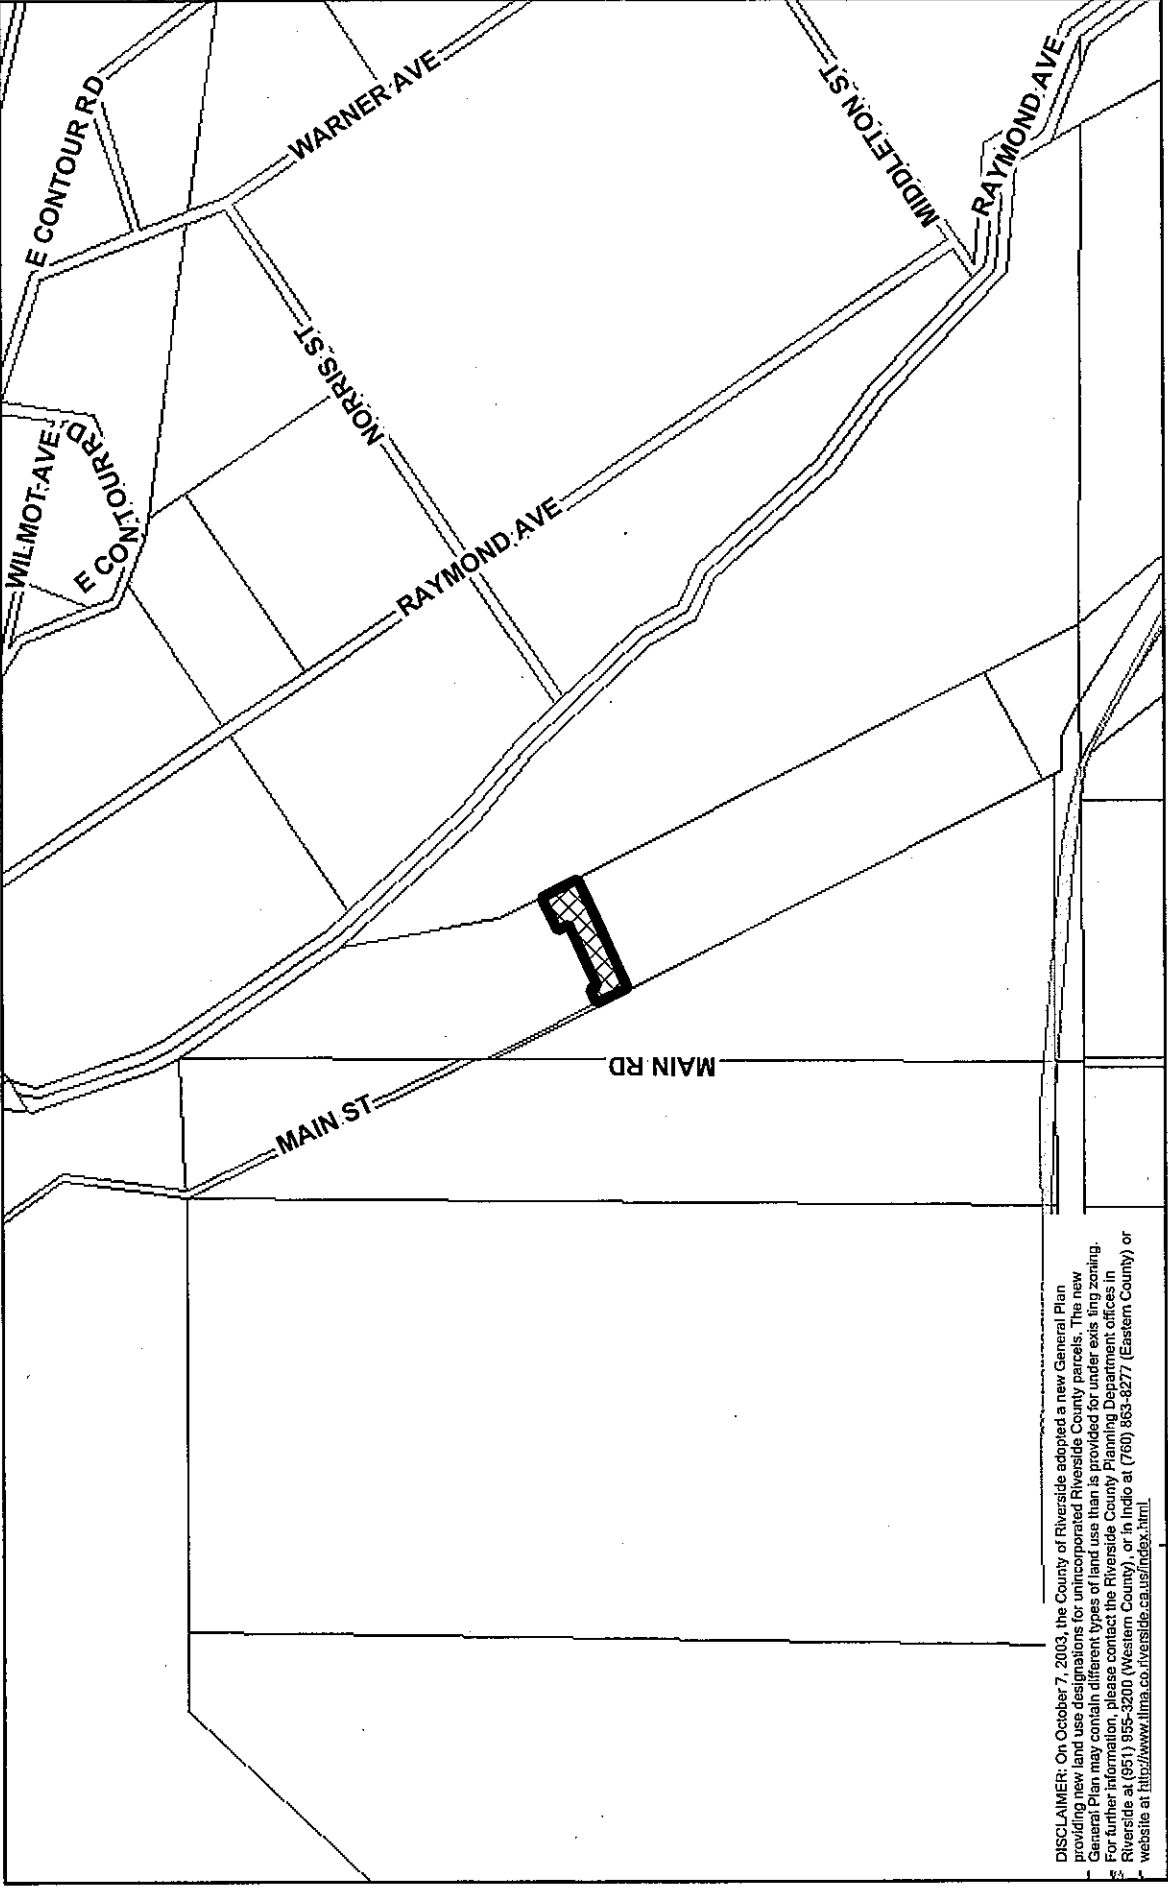 E CONTOUR RD
WARNER AVE
MIDDLETON ST
RAYMOND AVE
WILMOT AVE
E CONTOUR RD
NORRIS ST
RAYMOND AVE
MAIN ST
MAIN RD
DISCLAIMER: On October 7, 2003, the County of Riverside adopted a new General Plan
providing new land use designations for unincorporated Riverside County parcels. The new
General Plan may contain different types of land use than is provided for under exis ting zoning.
For further information, please contact the Riverside County Planning Department offices in
Riverside at (951) 955-3200 (Western County), or in Indio at (760) 863-8277 (Eastern County) or
website at http://www.tlma.co.riverside.ca.us/index.html